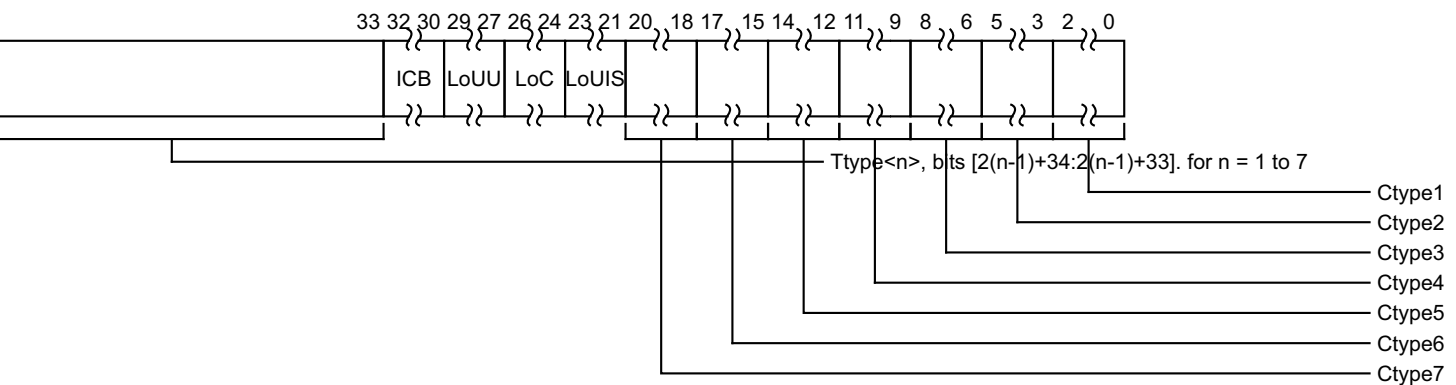 33 32 30 29 27 26 24 23 21 20 18 17 15 14 12 11 9 8 6 5 3 2 0
ICB LoUU LoC LoUIS
Ttype<n>, bits [2(n-1)+34:2(n-1)+33]. for n = 1 to 7
Ctype1
Ctype2
Ctype3
Ctype4
Ctype5
Ctype6
Ctype7